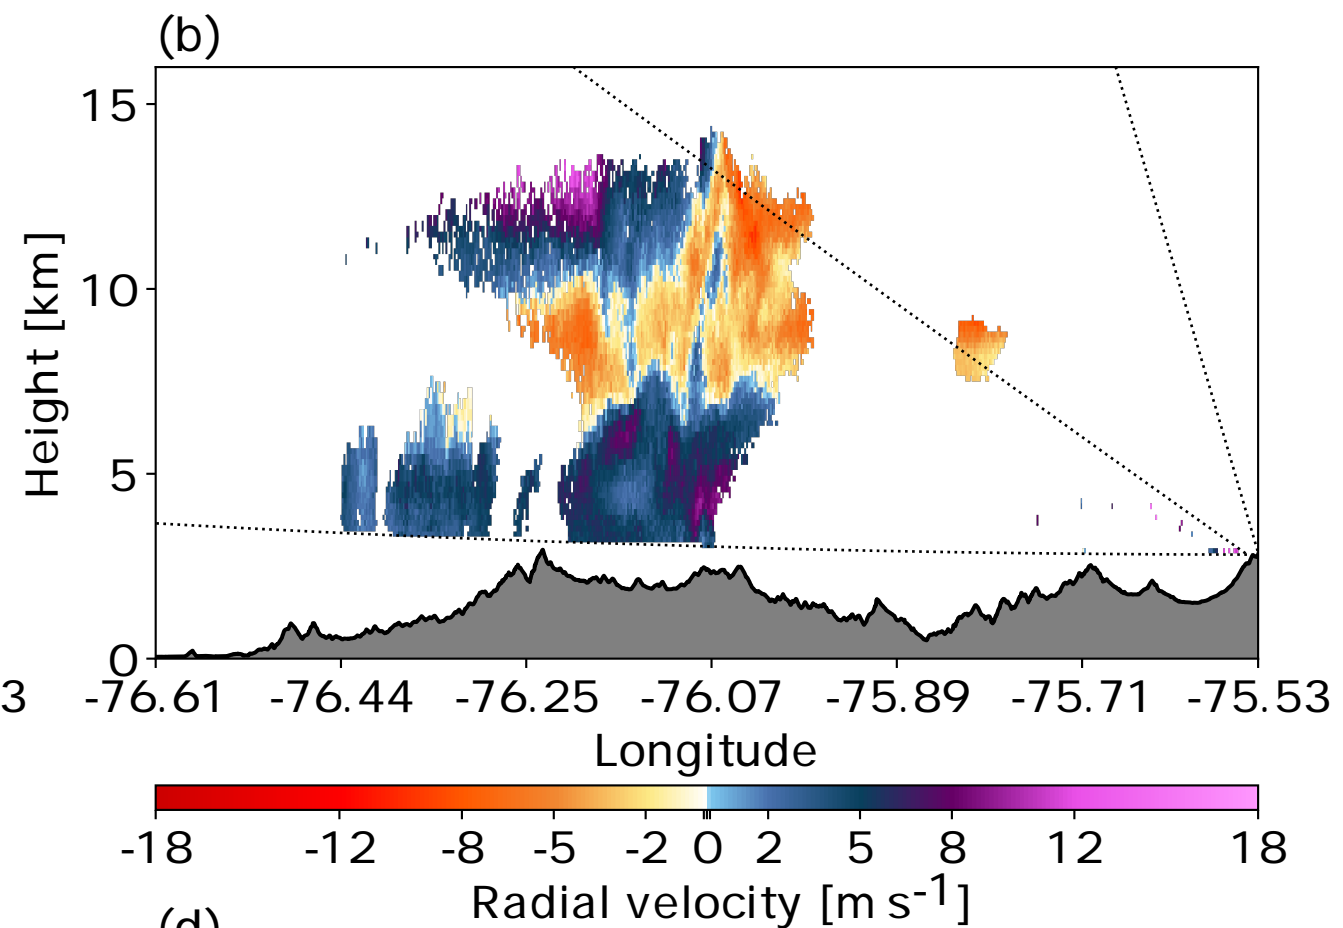 (b)
15
10
5
0
Height [km]
3 -76.61 -76.44 -76.25 -76.07 -75.89 -75.71 -75.53
Longitude
-18 -12 -8 -5 -2 0 2 5 8 12 18
Radial velocity [m s-1]
(d)